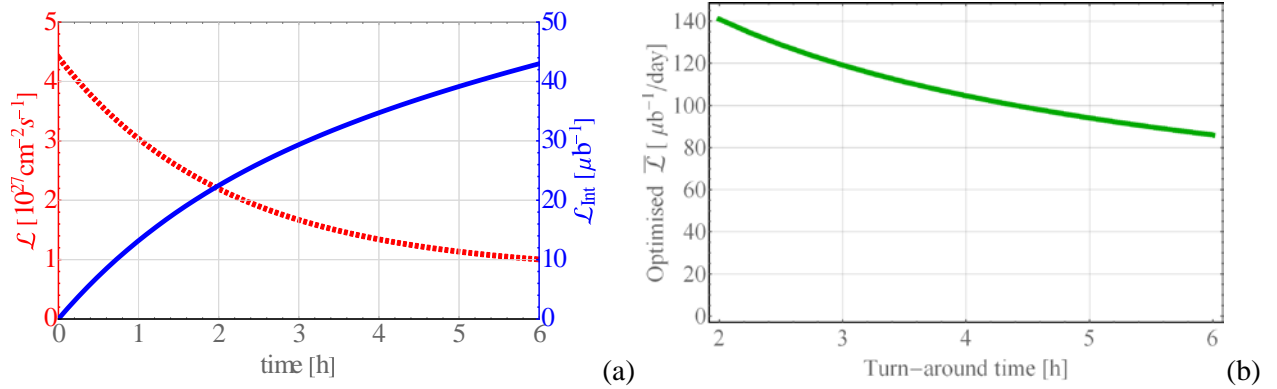 5
4
3
2
1
0
ℒ [10²⁷cm⁻²s⁻¹]
50
40
30
20
10
0
ℒInt [μb⁻¹]
0 1 2 3 4 5 6
time [h]
(a)
140
120
100
80
60
40
20
0
Optimised ℒ̅ [ μb⁻¹/day]
2 3 4 5 6
Turn−around time [h]
(b)